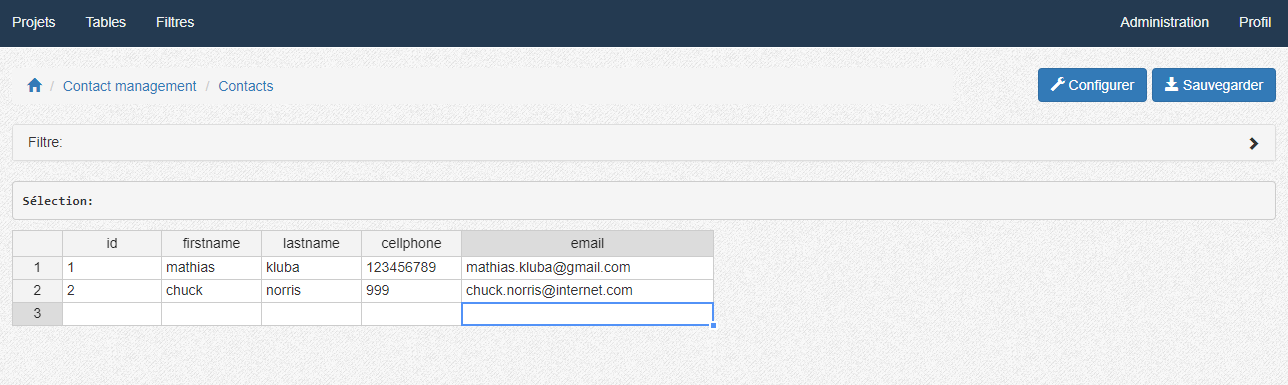 Projets Tables Filtres Administration Profil
/ Contact management / Contacts Configurer Sauvegarder
Filtre:
Sélection:
id firstname lastname cellphone email
1 1 mathias kluba 123456789 mathias.kluba@gmail.com
2 2 chuck norris 999 chuck.norris@internet.com
3